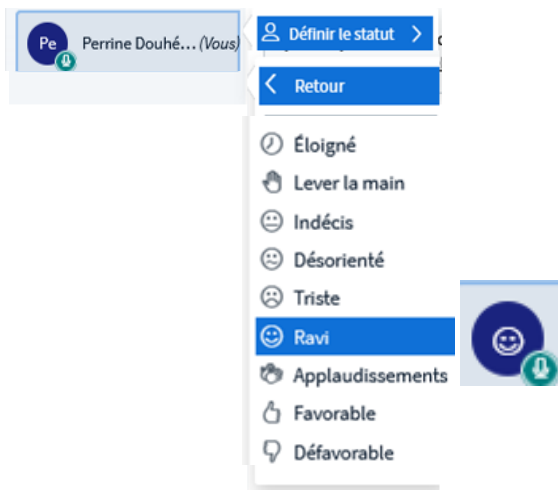 Pe
Perrine Douhé... (Vous)
Définir le statut
Retour
Éloigné
Lever la main
Indécis
Désorienté
Triste
Ravi
Applaudissements
Favorable
Défavorable